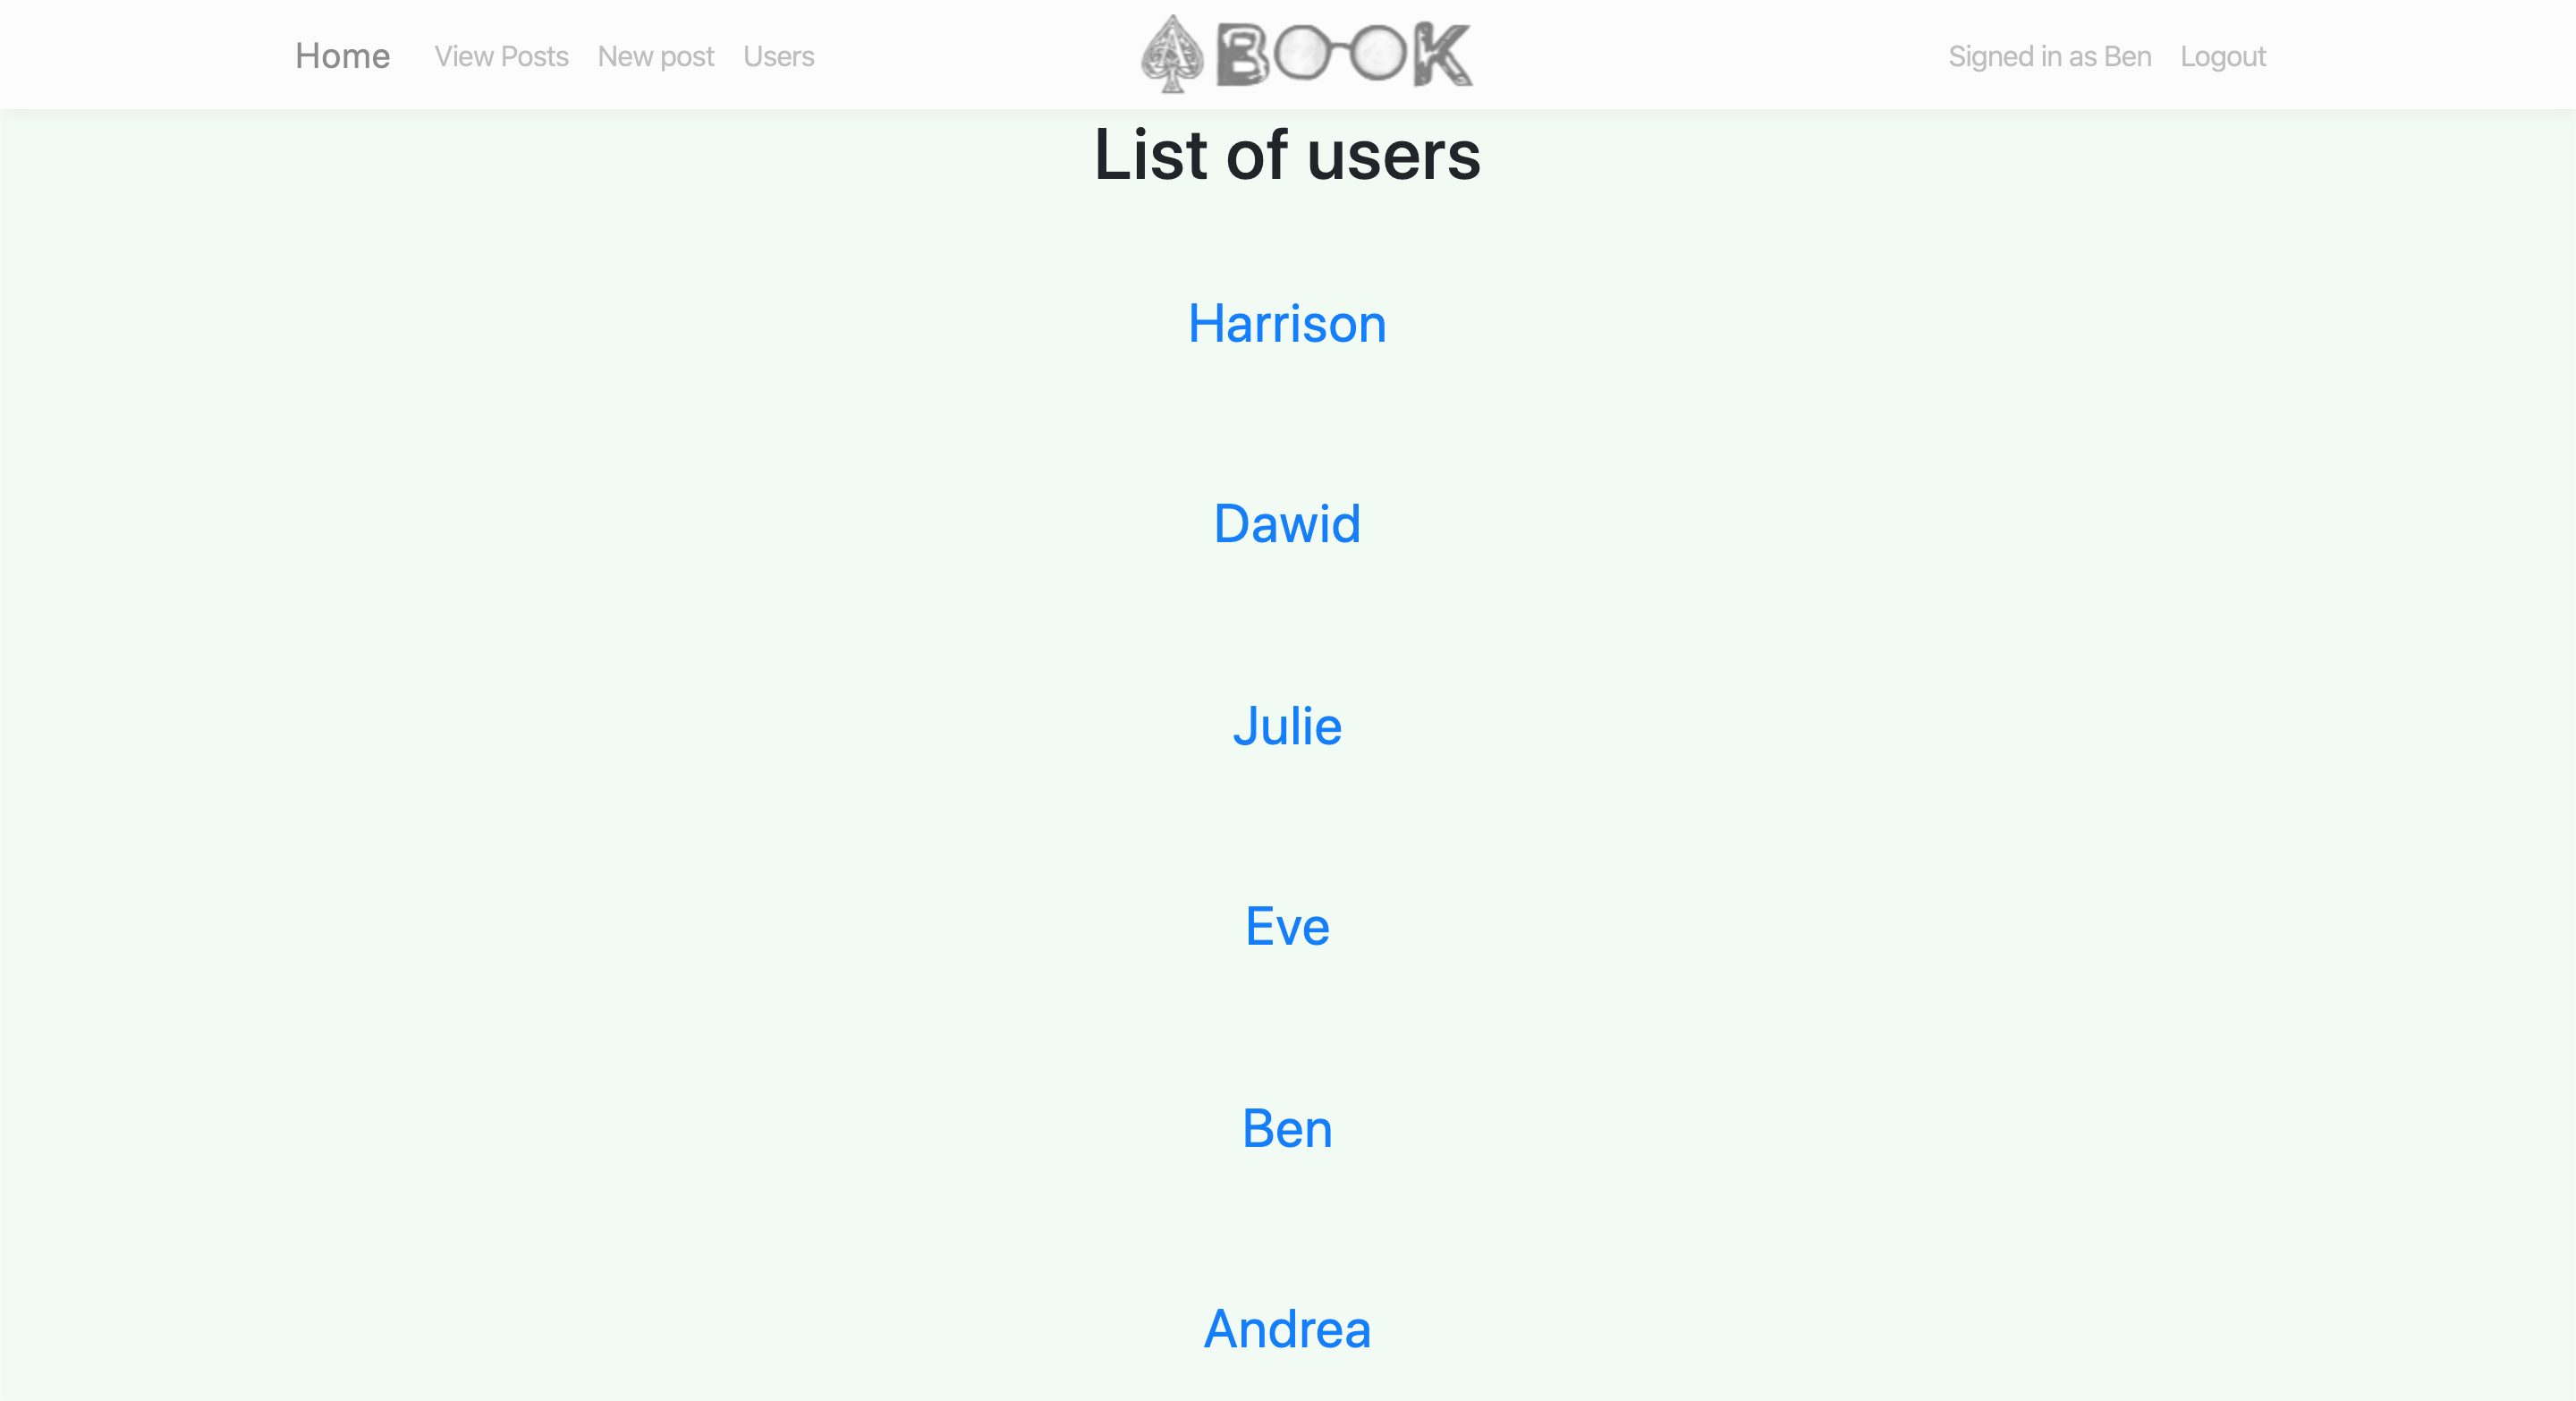 Home View Posts New post Users A BOOK Signed in as Ben Logout
List of users
Harrison
Dawid
Julie
Eve
Ben
Andrea